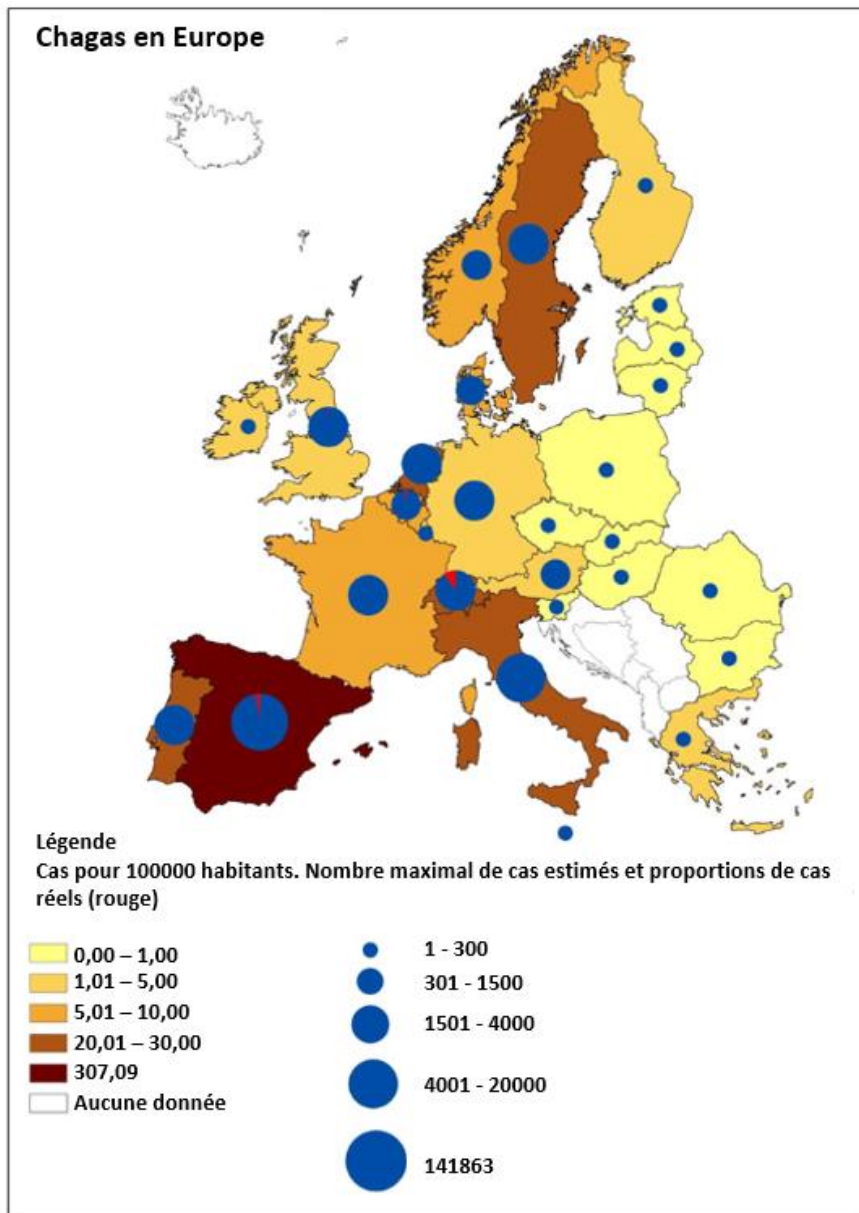 Chagas en Europe
Légende
Cas pour 100000 habitants. Nombre maximal de cas estimés et proportions de cas
réels (rouge)
0,00 – 1,00
1,01 – 5,00
5,01 – 10,00
20,01 – 30,00
307,09
Aucune donnée
1 - 300
301 - 1500
1501 - 4000
4001 - 20000
141863